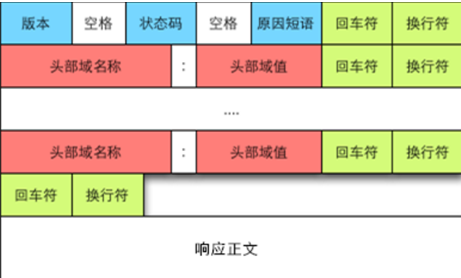 版本 空格 状态码 空格 原因短语 回车符 换行符
头部域名称 : 头部域值 回车符 换行符
....
头部域名称 : 头部域值 回车符 换行符
回车符 换行符
响应正文